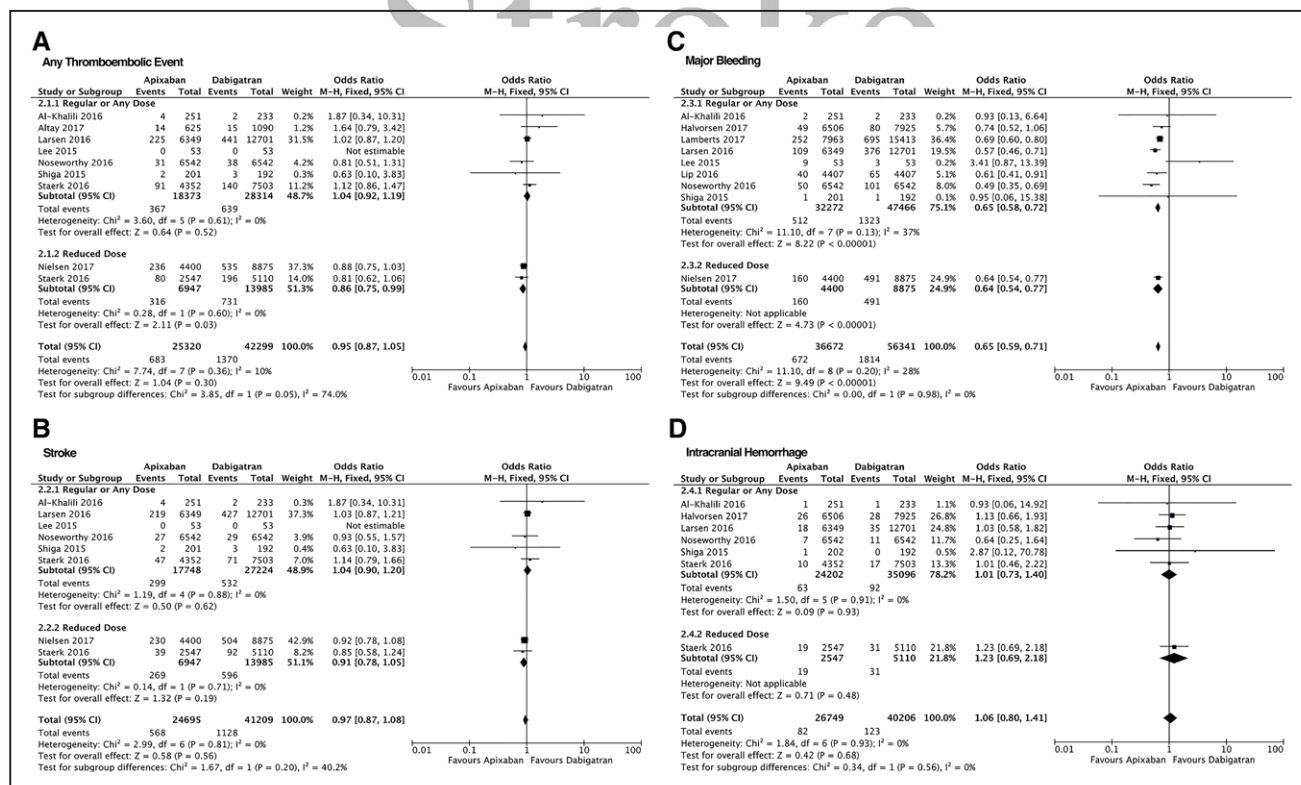 Stroke
A
Any Thromboembolic Event
Apixaban Dabigatran Odds Ratio Odds Ratio
Study or Subgroup Events Total Events Total Weight M-H, Fixed, 95% CI M-H, Fixed, 95% CI
2.1.1 Regular or Any Dose
Al-Khalili 2016 4 251 2 233 0.2% 1.87 [0.34, 10.31]
Altay 2017 14 625 15 1090 1.2% 1.64 [0.79, 3.42]
Larsen 2016 225 6349 441 12701 31.5% 1.02 [0.87, 1.20]
Lee 2015 0 53 0 53 Not estimable
Noseworthy 2016 31 6542 38 6542 4.2% 0.81 [0.51, 1.31]
Shiga 2015 2 201 3 192 0.3% 0.63 [0.10, 3.83]
Staerk 2016 91 4352 140 7503 11.2% 1.12 [0.86, 1.47]
Subtotal (95% CI) 18373 28314 48.7% 1.04 [0.92, 1.19]
Total events 367 639
Heterogeneity: Chi² = 3.60, df = 5 (P = 0.61); I² = 0%
Test for overall effect: Z = 0.64 (P = 0.52)
2.1.2 Reduced Dose
Nielsen 2017 236 4400 535 8875 37.3% 0.88 [0.75, 1.03]
Staerk 2016 80 2547 196 5110 14.0% 0.81 [0.62, 1.06]
Subtotal (95% CI) 6947 13985 51.3% 0.86 [0.75, 0.99]
Total events 316 731
Heterogeneity: Chi² = 0.28, df = 1 (P = 0.60); I² = 0%
Test for overall effect: Z = 2.11 (P = 0.03)
Total (95% CI) 25320 42299 100.0% 0.95 [0.87, 1.05]
Total events 683 1370
Heterogeneity: Chi² = 7.74, df = 7 (P = 0.36); I² = 10%
Test for overall effect: Z = 1.04 (P = 0.30)
Test for subgroup differences: Chi² = 3.85, df = 1 (P = 0.05), I² = 74.0%
0.01 0.1 1 10 100
Favours Apixaban Favours Dabigatran
B
Stroke
Apixaban Dabigatran Odds Ratio Odds Ratio
Study or Subgroup Events Total Events Total Weight M-H, Fixed, 95% CI M-H, Fixed, 95% CI
2.2.1 Regular or Any Dose
Al-Khalili 2016 4 251 2 233 0.3% 1.87 [0.34, 10.31]
Larsen 2016 219 6349 427 12701 37.3% 1.03 [0.87, 1.21]
Lee 2015 0 53 0 53 Not estimable
Noseworthy 2016 27 6542 29 6542 3.9% 0.93 [0.55, 1.57]
Shiga 2015 2 201 3 192 0.4% 0.63 [0.10, 3.83]
Staerk 2016 47 4352 71 7503 7.0% 1.14 [0.79, 1.66]
Subtotal (95% CI) 17748 27224 48.9% 1.04 [0.90, 1.20]
Total events 299 532
Heterogeneity: Chi² = 1.19, df = 4 (P = 0.88); I² = 0%
Test for overall effect: Z = 0.50 (P = 0.62)
2.2.2 Reduced Dose
Nielsen 2017 230 4400 504 8875 42.9% 0.92 [0.78, 1.08]
Staerk 2016 39 2547 92 5110 8.2% 0.85 [0.58, 1.24]
Subtotal (95% CI) 6947 13985 51.1% 0.91 [0.78, 1.05]
Total events 269 596
Heterogeneity: Chi² = 0.14, df = 1 (P = 0.71); I² = 0%
Test for overall effect: Z = 1.32 (P = 0.19)
Total (95% CI) 24695 41209 100.0% 0.97 [0.87, 1.08]
Total events 568 1128
Heterogeneity: Chi² = 2.99, df = 6 (P = 0.81); I² = 0%
Test for overall effect: Z = 0.58 (P = 0.56)
Test for subgroup differences: Chi² = 1.67, df = 1 (P = 0.20), I² = 40.2%
0.01 0.1 1 10 100
Favours Apixaban Favours Dabigatran
C
Major Bleeding
Apixaban Dabigatran Odds Ratio Odds Ratio
Study or Subgroup Events Total Events Total Weight M-H, Fixed, 95% CI M-H, Fixed, 95% CI
2.3.1 Regular or Any Dose
Al-Khalili 2016 2 251 2 233 0.1% 0.93 [0.13, 6.64]
Halvorsen 2017 49 6506 80 7925 5.7% 0.74 [0.52, 1.06]
Lamberts 2017 252 7963 695 15413 36.4% 0.69 [0.60, 0.80]
Larsen 2016 109 6349 376 12701 19.5% 0.57 [0.46, 0.71]
Lee 2015 9 53 3 53 0.2% 3.41 [0.87, 13.39]
Lip 2016 40 4407 65 4407 5.1% 0.61 [0.41, 0.91]
Noseworthy 2016 50 6542 101 6542 8.0% 0.49 [0.35, 0.69]
Shiga 2015 1 201 1 192 0.1% 0.95 [0.06, 15.38]
Subtotal (95% CI) 32272 47466 75.1% 0.65 [0.58, 0.72]
Total events 512 1323
Heterogeneity: Chi² = 11.10, df = 7 (P = 0.13); I² = 37%
Test for overall effect: Z = 8.22 (P < 0.00001)
2.3.2 Reduced Dose
Nielsen 2017 160 4400 491 8875 24.9% 0.64 [0.54, 0.77]
Subtotal (95% CI) 4400 8875 24.9% 0.64 [0.54, 0.77]
Total events 160 491
Heterogeneity: Not applicable
Test for overall effect: Z = 4.73 (P < 0.00001)
Total (95% CI) 36672 56341 100.0% 0.65 [0.59, 0.71]
Total events 672 1814
Heterogeneity: Chi² = 11.10, df = 8 (P = 0.20); I² = 28%
Test for overall effect: Z = 9.49 (P < 0.00001)
Test for subgroup differences: Chi² = 0.00, df = 1 (P = 0.98), I² = 0%
0.01 0.1 1 10 100
Favours Apixaban Favours Dabigatran
D
Intracranial Hemorrhage
Apixaban Dabigatran Odds Ratio Odds Ratio
Study or Subgroup Events Total Events Total Weight M-H, Fixed, 95% CI M-H, Fixed, 95% CI
2.4.1 Regular or Any Dose
Al-Khalili 2016 1 251 1 233 1.1% 0.93 [0.06, 14.92]
Halvorsen 2017 26 6506 28 7925 26.8% 1.13 [0.66, 1.93]
Larsen 2016 18 6349 35 12701 24.8% 1.03 [0.58, 1.82]
Noseworthy 2016 7 6542 11 6542 11.7% 0.64 [0.25, 1.64]
Shiga 2015 1 202 0 192 0.5% 2.87 [0.12, 70.78]
Staerk 2016 10 4352 17 7503 13.3% 1.01 [0.46, 2.22]
Subtotal (95% CI) 24202 35096 78.2% 1.01 [0.73, 1.40]
Total events 63 92
Heterogeneity: Chi² = 1.50, df = 5 (P = 0.91); I² = 0%
Test for overall effect: Z = 0.09 (P = 0.93)
2.4.2 Reduced Dose
Staerk 2016 19 2547 31 5110 21.8% 1.23 [0.69, 2.18]
Subtotal (95% CI) 2547 5110 21.8% 1.23 [0.69, 2.18]
Total events 19 31
Heterogeneity: Not applicable
Test for overall effect: Z = 0.71 (P = 0.48)
Total (95% CI) 26749 40206 100.0% 1.06 [0.80, 1.41]
Total events 82 123
Heterogeneity: Chi² = 1.84, df = 6 (P = 0.93); I² = 0%
Test for overall effect: Z = 0.42 (P = 0.68)
Test for subgroup differences: Chi² = 0.34, df = 1 (P = 0.56), I² = 0%
0.01 0.1 1 10 100
Favours Apixaban Favours Dabigatran